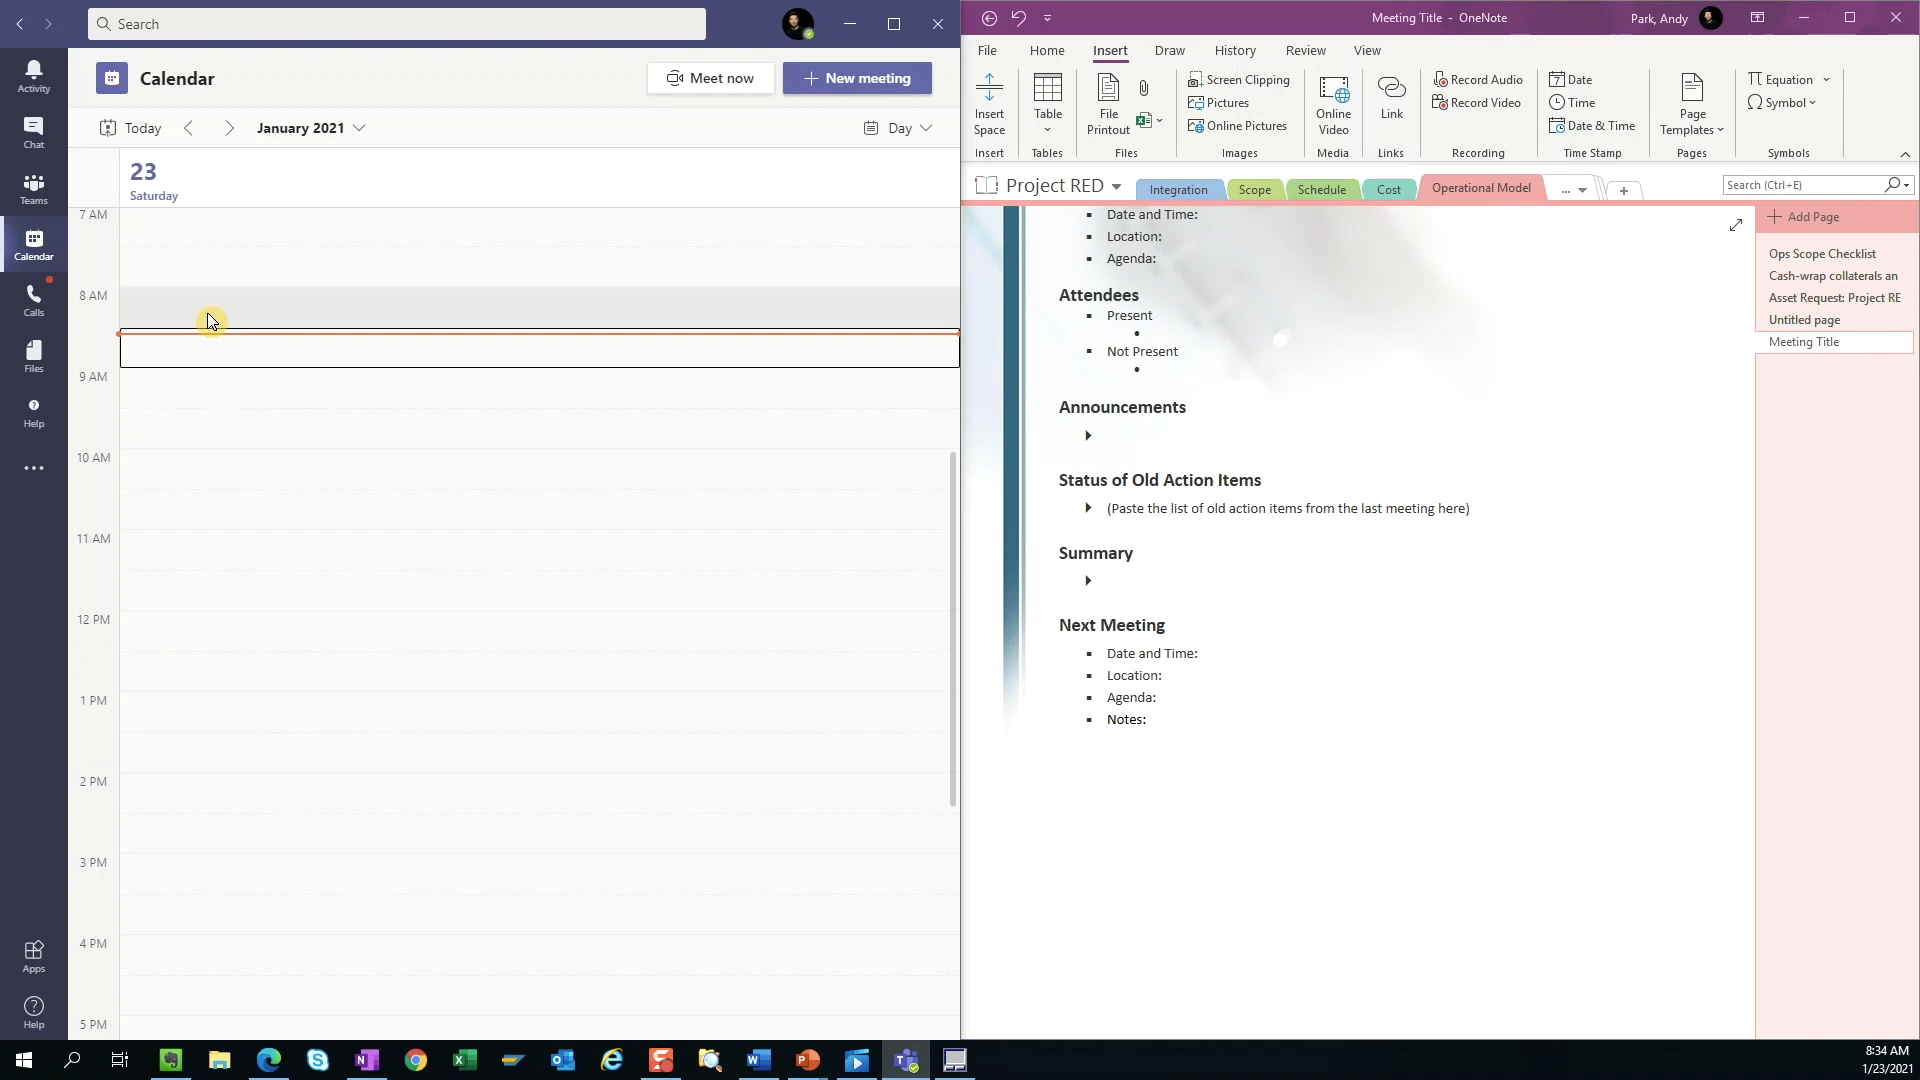 Search
Activity
Chat
Teams
Calendar
Calls
Files
Help
Apps
Help
Calendar
Meet now
New meeting
Today
January 2021
Day
23
Saturday
7 AM
8 AM
9 AM
10 AM
11 AM
12 PM
1 PM
2 PM
3 PM
4 PM
5 PM
Meeting Title - OneNote
Park, Andy
File Home Insert Draw History Review View
Insert Space
Insert
Table
Tables
File Printout
Files
Screen Clipping
Pictures
Online Pictures
Images
Online Video
Media
Link
Links
Record Audio
Record Video
Recording
Date
Time
Date & Time
Time Stamp
Page Templates
Pages
Equation
Symbol
Symbols
Project RED
Integration Scope Schedule Cost Operational Model ...
Search (Ctrl+E)
Date and Time:
Location:
Agenda:
Attendees
Present
Not Present
Announcements
Status of Old Action Items
(Paste the list of old action items from the last meeting here)
Summary
Next Meeting
Date and Time:
Location:
Agenda:
Notes:
Add Page
Ops Scope Checklist
Cash-wrap collaterals an
Asset Request: Project RE
Untitled page
Meeting Title
8:34 AM
1/23/2021